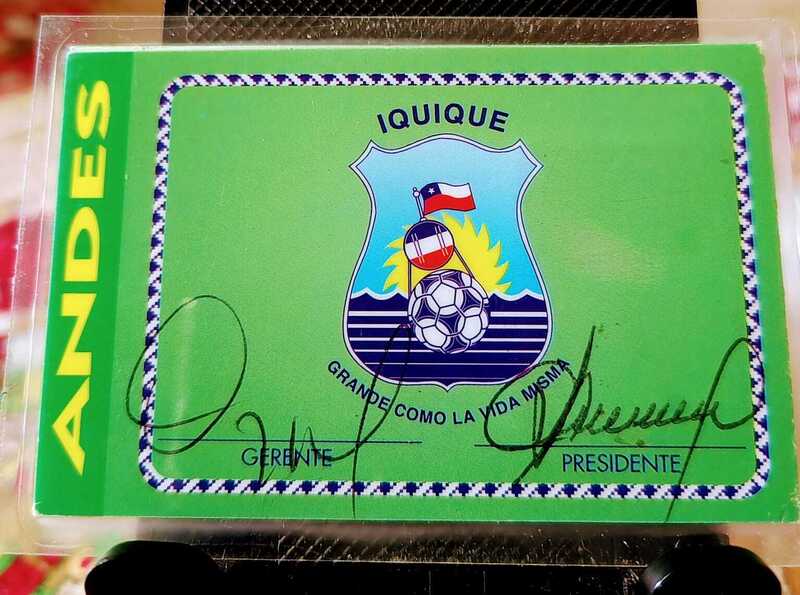 ANDES
IQUIQUE
GRANDE COMO LA VIDA MISMA
GERENTE
PRESIDENTE